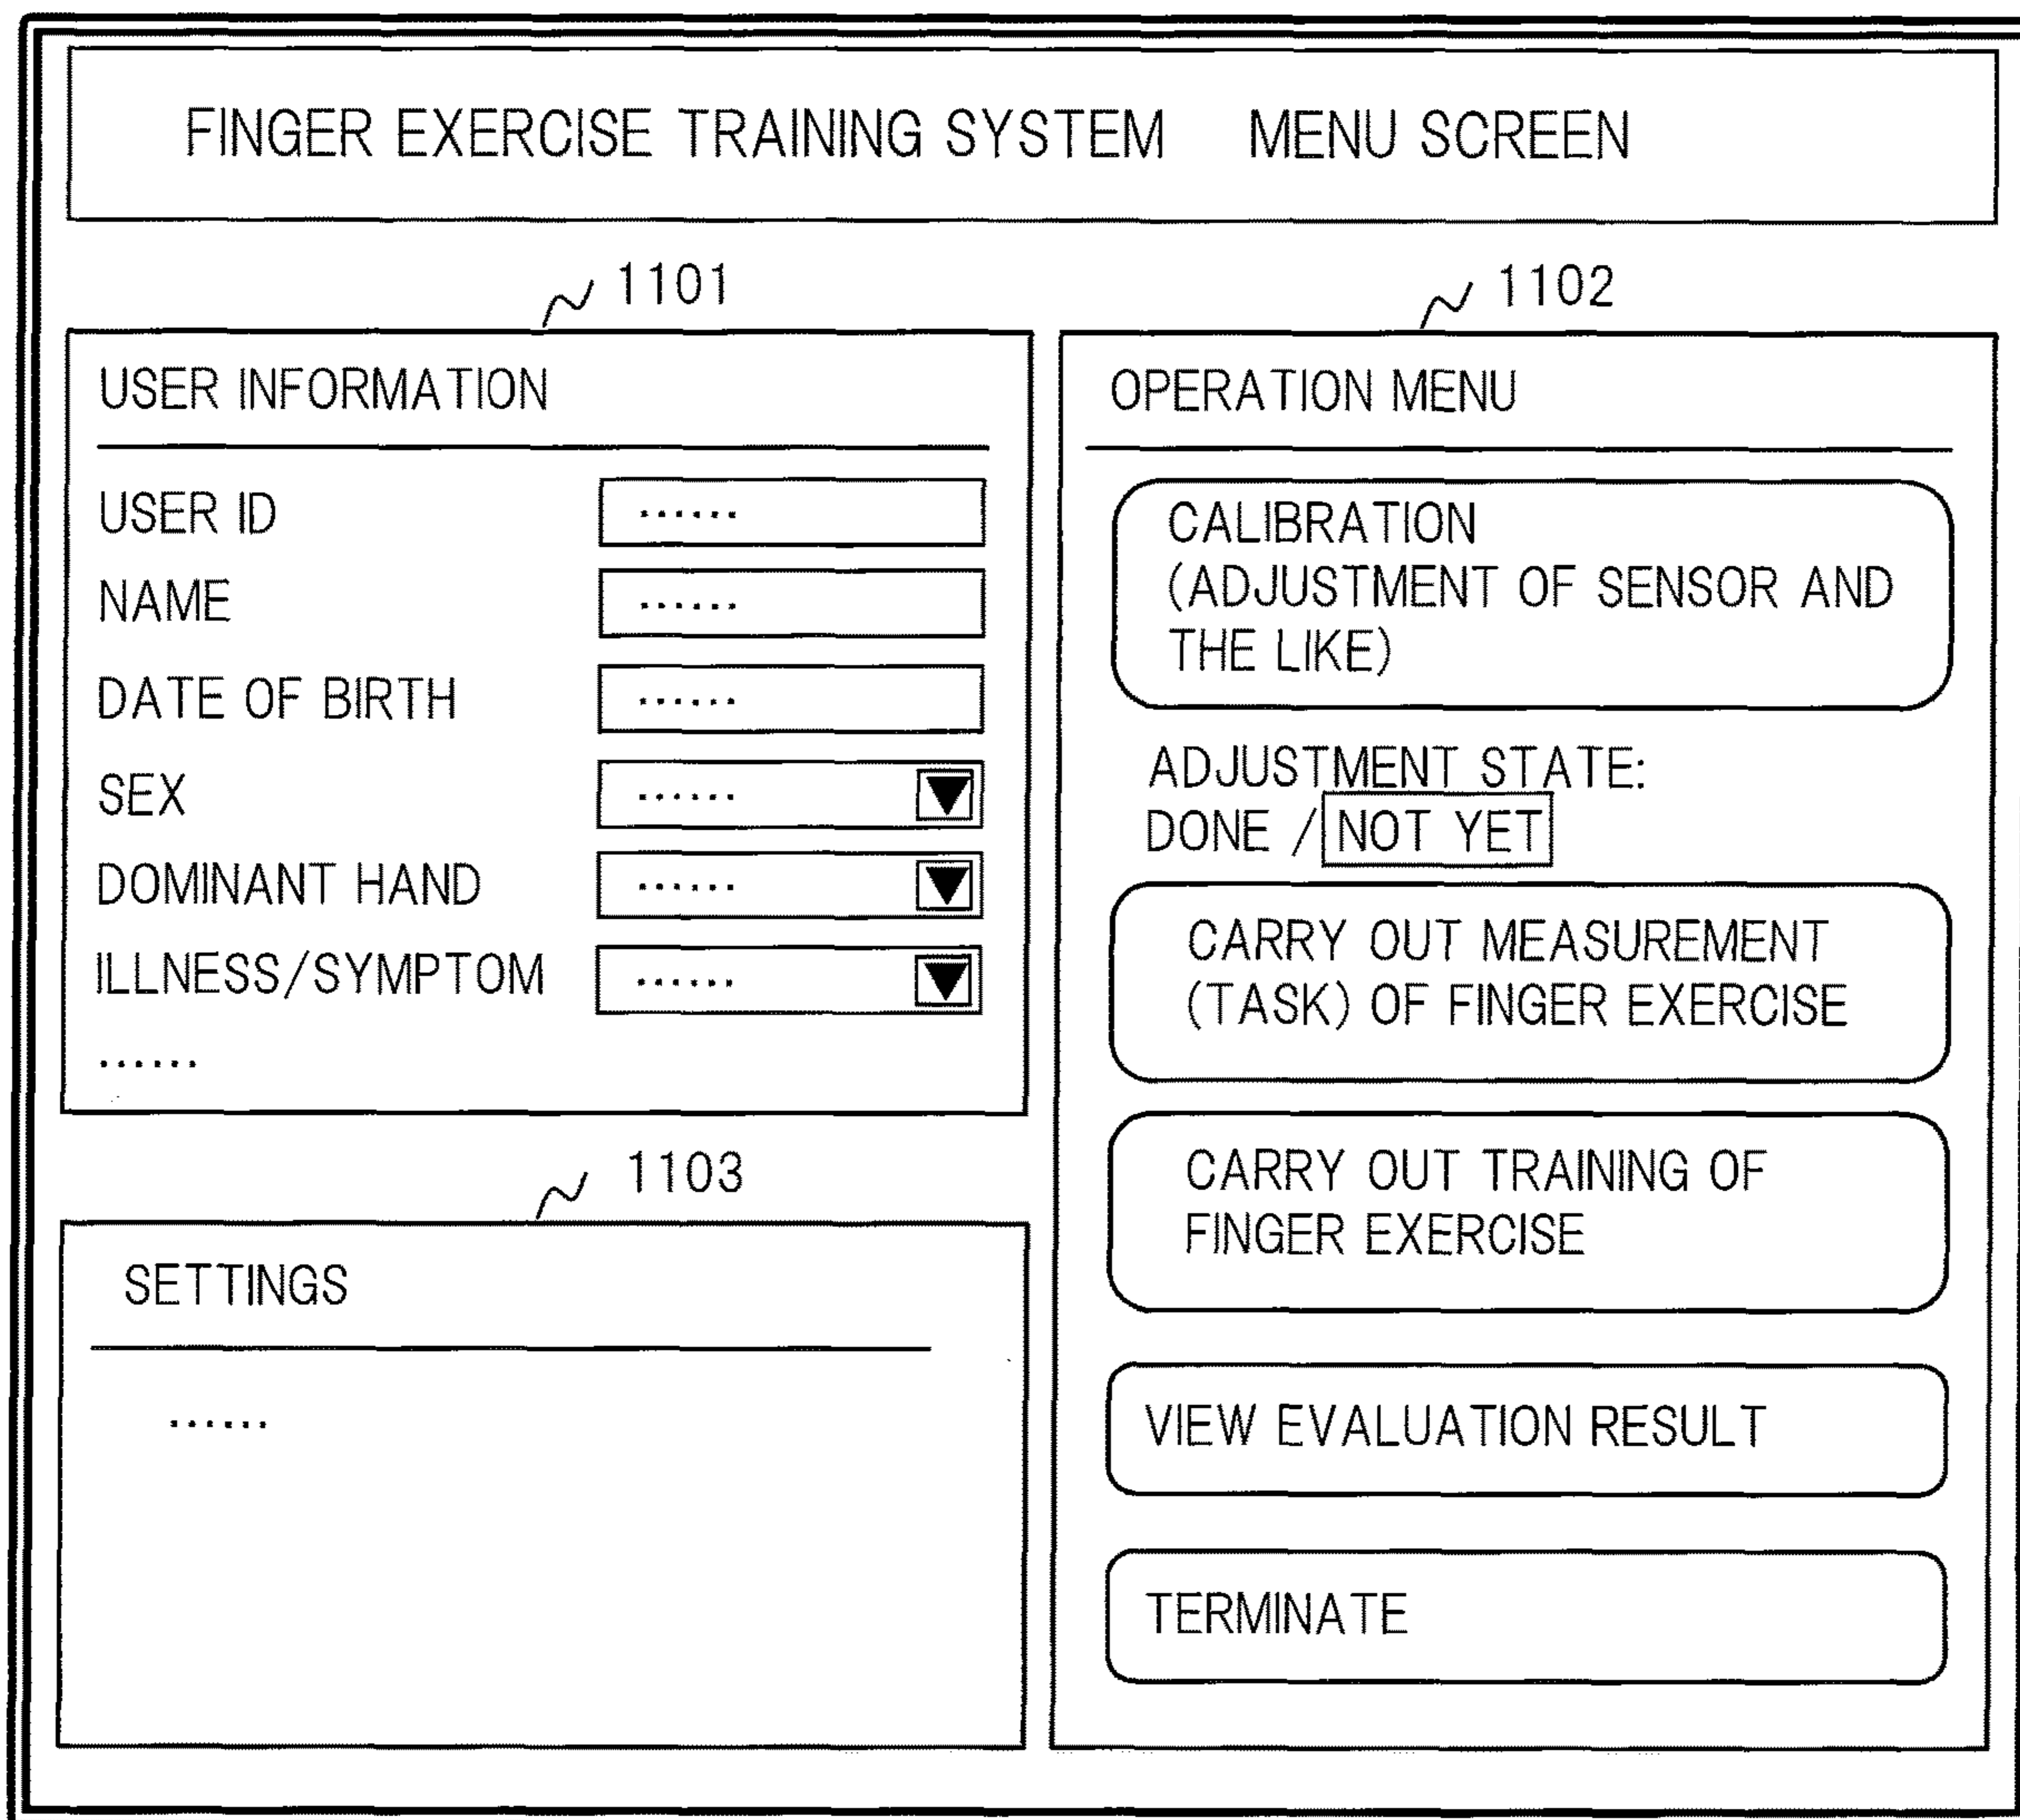 FINGER EXERCISE TRAINING SYSTEM MENU SCREEN
1101
USER INFORMATION
USER ID ......
NAME ......
DATE OF BIRTH ......
SEX ......
DOMINANT HAND ......
ILLNESS/SYMPTOM ......
......
1103
SETTINGS
......
1102
OPERATION MENU
CALIBRATION
(ADJUSTMENT OF SENSOR AND
THE LIKE)
ADJUSTMENT STATE:
DONE / NOT YET
CARRY OUT MEASUREMENT
(TASK) OF FINGER EXERCISE
CARRY OUT TRAINING OF
FINGER EXERCISE
VIEW EVALUATION RESULT
TERMINATE